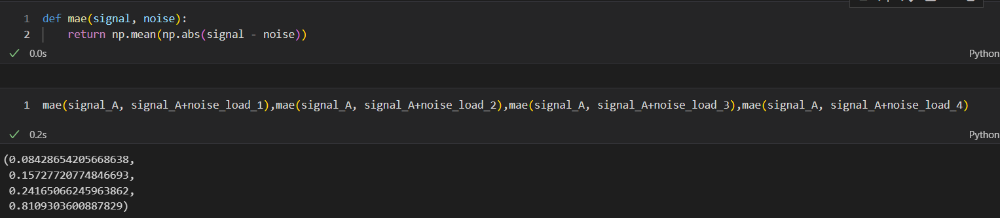 1 def mae(signal, noise):
2 return np.mean(np.abs(signal - noise))
0.0s
Python
1 mae(signal_A, signal_A+noise_load_1),mae(signal_A, signal_A+noise_load_2),mae(signal_A, signal_A+noise_load_3),mae(signal_A, signal_A+noise_load_4)
0.2s
Python
(0.08428654205668638,
0.15727720774846693,
0.24165066245963862,
0.8109303600887829)